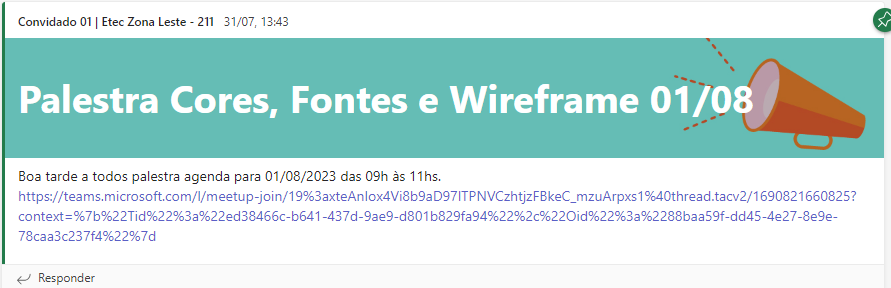 Convidado 01 | Etec Zona Leste - 211 31/07, 13:43
Palestra Cores, Fontes e Wireframe 01/08
Boa tarde a todos palestra agenda para 01/08/2023 das 09h às 11hs.
https://teams.microsoft.com/l/meetup-join/19%3axteAnIox4Vi8b9aD97ITPNVCzhtjzFBkeC_mzuArpxs1%40thread.tacv2/1690821660825?
context=%7b%22Tid%22%3a%22ed38466c-b641-437d-9ae9-d801b829fa94%22%2c%22Oid%22%3a%2288baa59f-dd45-4e27-8e9e-
78caa3c237f4%22%7d
Responder